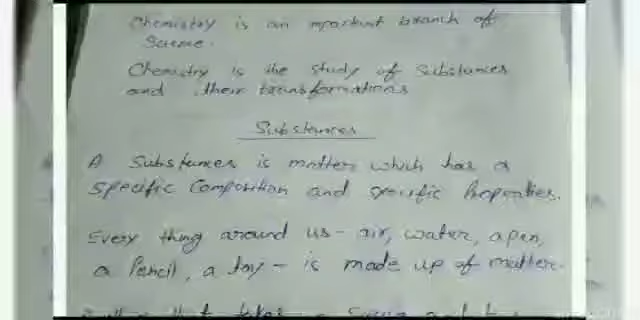 Chemistry is an mportant branch of
Science.
Chemistry is the study of Substances
and their transformations
Substances
A Substances is matter which has a
Specific Composition and specific Properties.
Every thing around us - air, water, a pen,
a Pencil, a toy - is made up of matter.